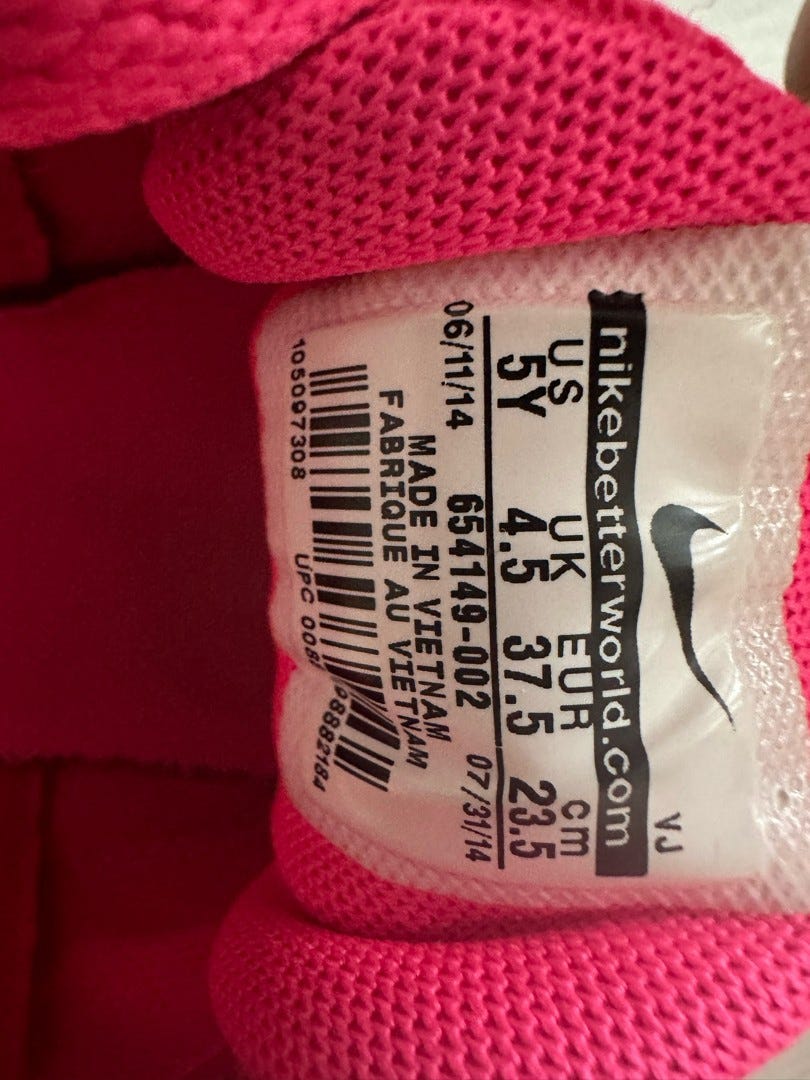 VJ
nikebetterworld.com
US UK EUR cm
5Y 4.5 37.5 23.5
06/11/14 654149-002 07/31/14
MADE IN VIETNAM
FABRIQUE AU VIETNAM
105097308 UPC